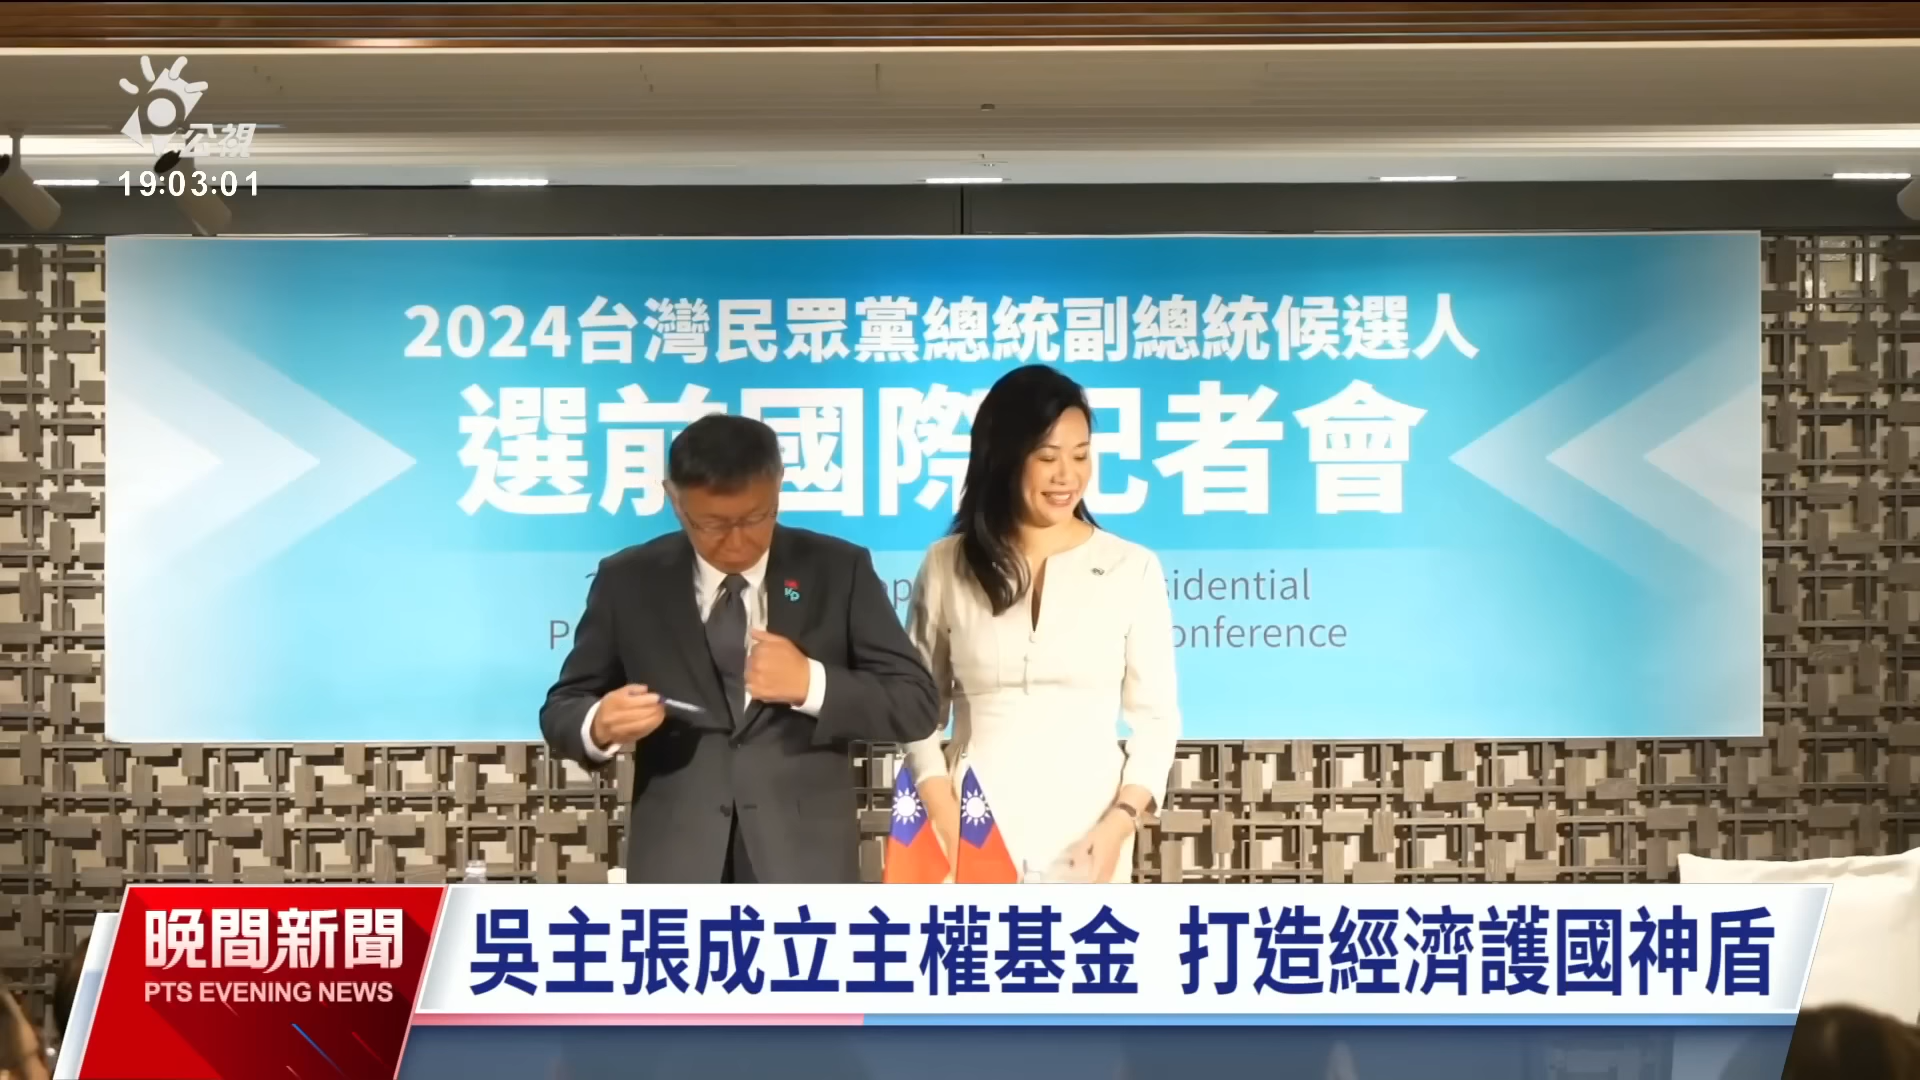 公視
19:03:01
2024台灣民眾黨總統副總統候選人
選前國際記者會
sidential
onference
晚間新聞
PTS EVENING NEWS
吳主張成立主權基金 打造經濟護國神盾